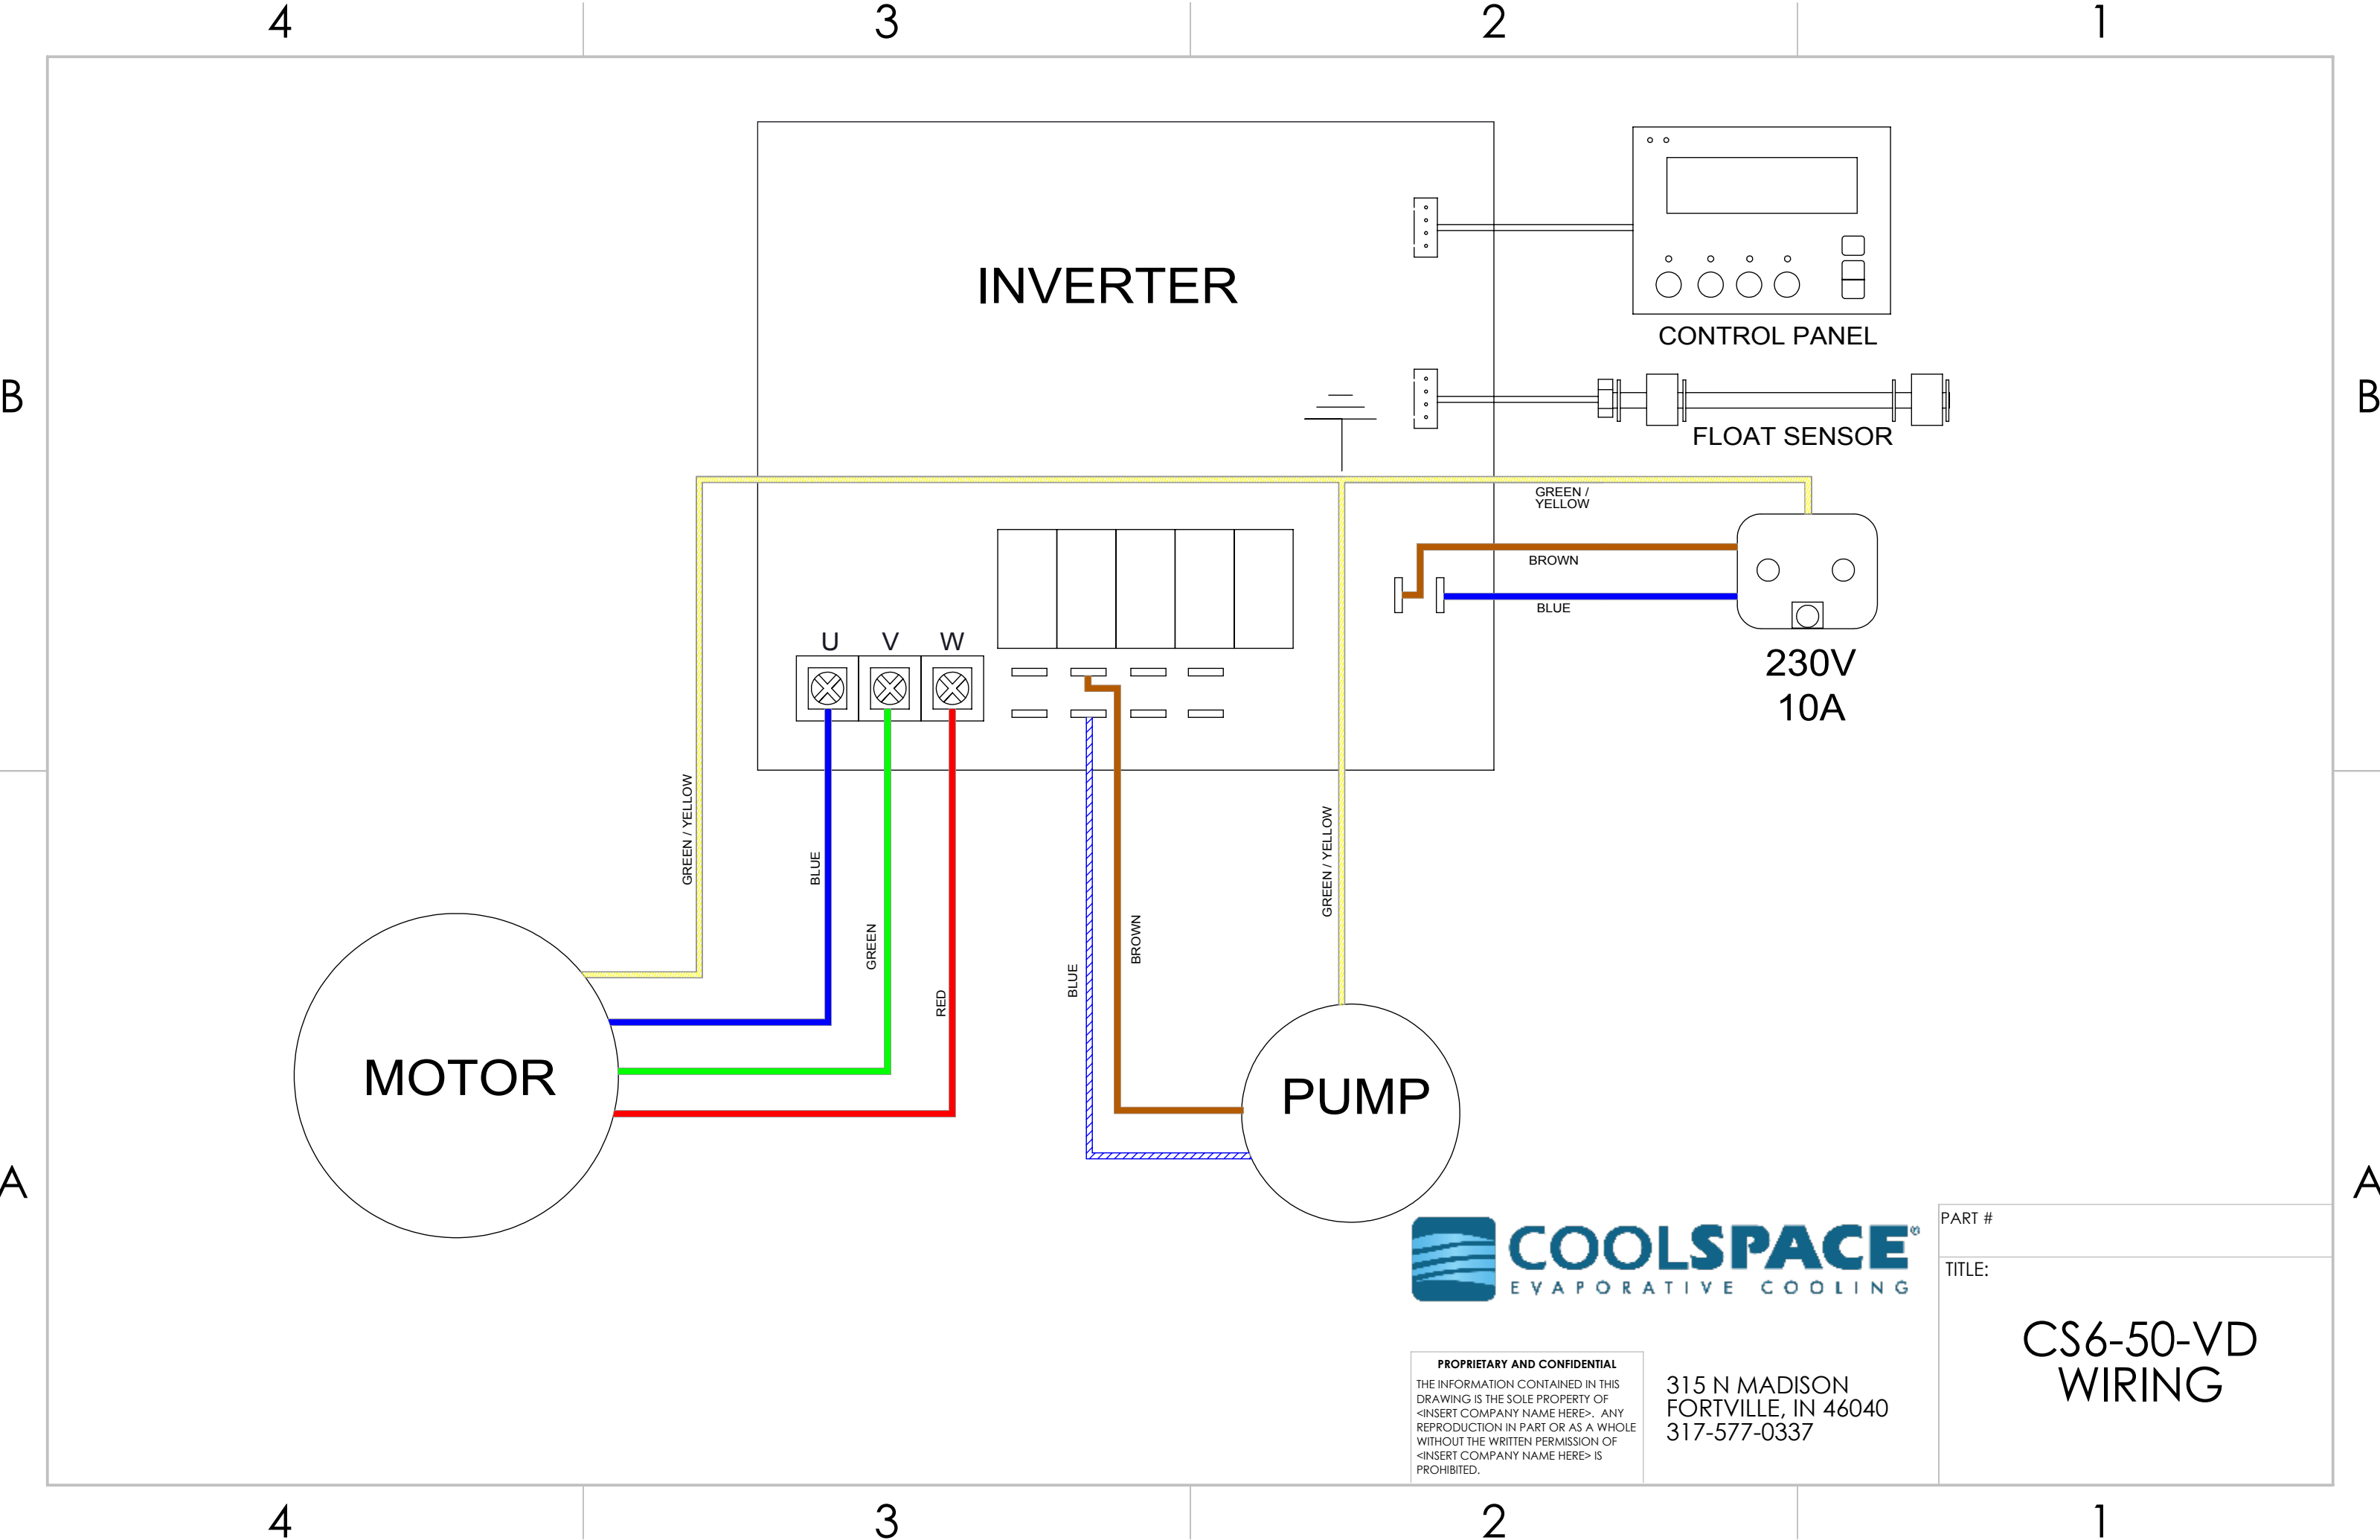 4
3
2
1
INVERTER
CONTROL PANEL
B
B
FLOAT SENSOR
GREEN /
YELLOW
BROWN
BLUE
U
V
W
230V
10A
GREEN / YELLOW
BLUE
GREEN
RED
BLUE
BROWN
GREEN / YELLOW
MOTOR
PUMP
A
A
COOLSPACE®
EVAPORATIVE COOLING
PART #
TITLE:
CS6-50-VD
WIRING
PROPRIETARY AND CONFIDENTIAL
THE INFORMATION CONTAINED IN THIS
DRAWING IS THE SOLE PROPERTY OF
<INSERT COMPANY NAME HERE>. ANY
REPRODUCTION IN PART OR AS A WHOLE
WITHOUT THE WRITTEN PERMISSION OF
<INSERT COMPANY NAME HERE> IS
PROHIBITED.
315 N MADISON
FORTVILLE, IN 46040
317-577-0337
4
3
2
1